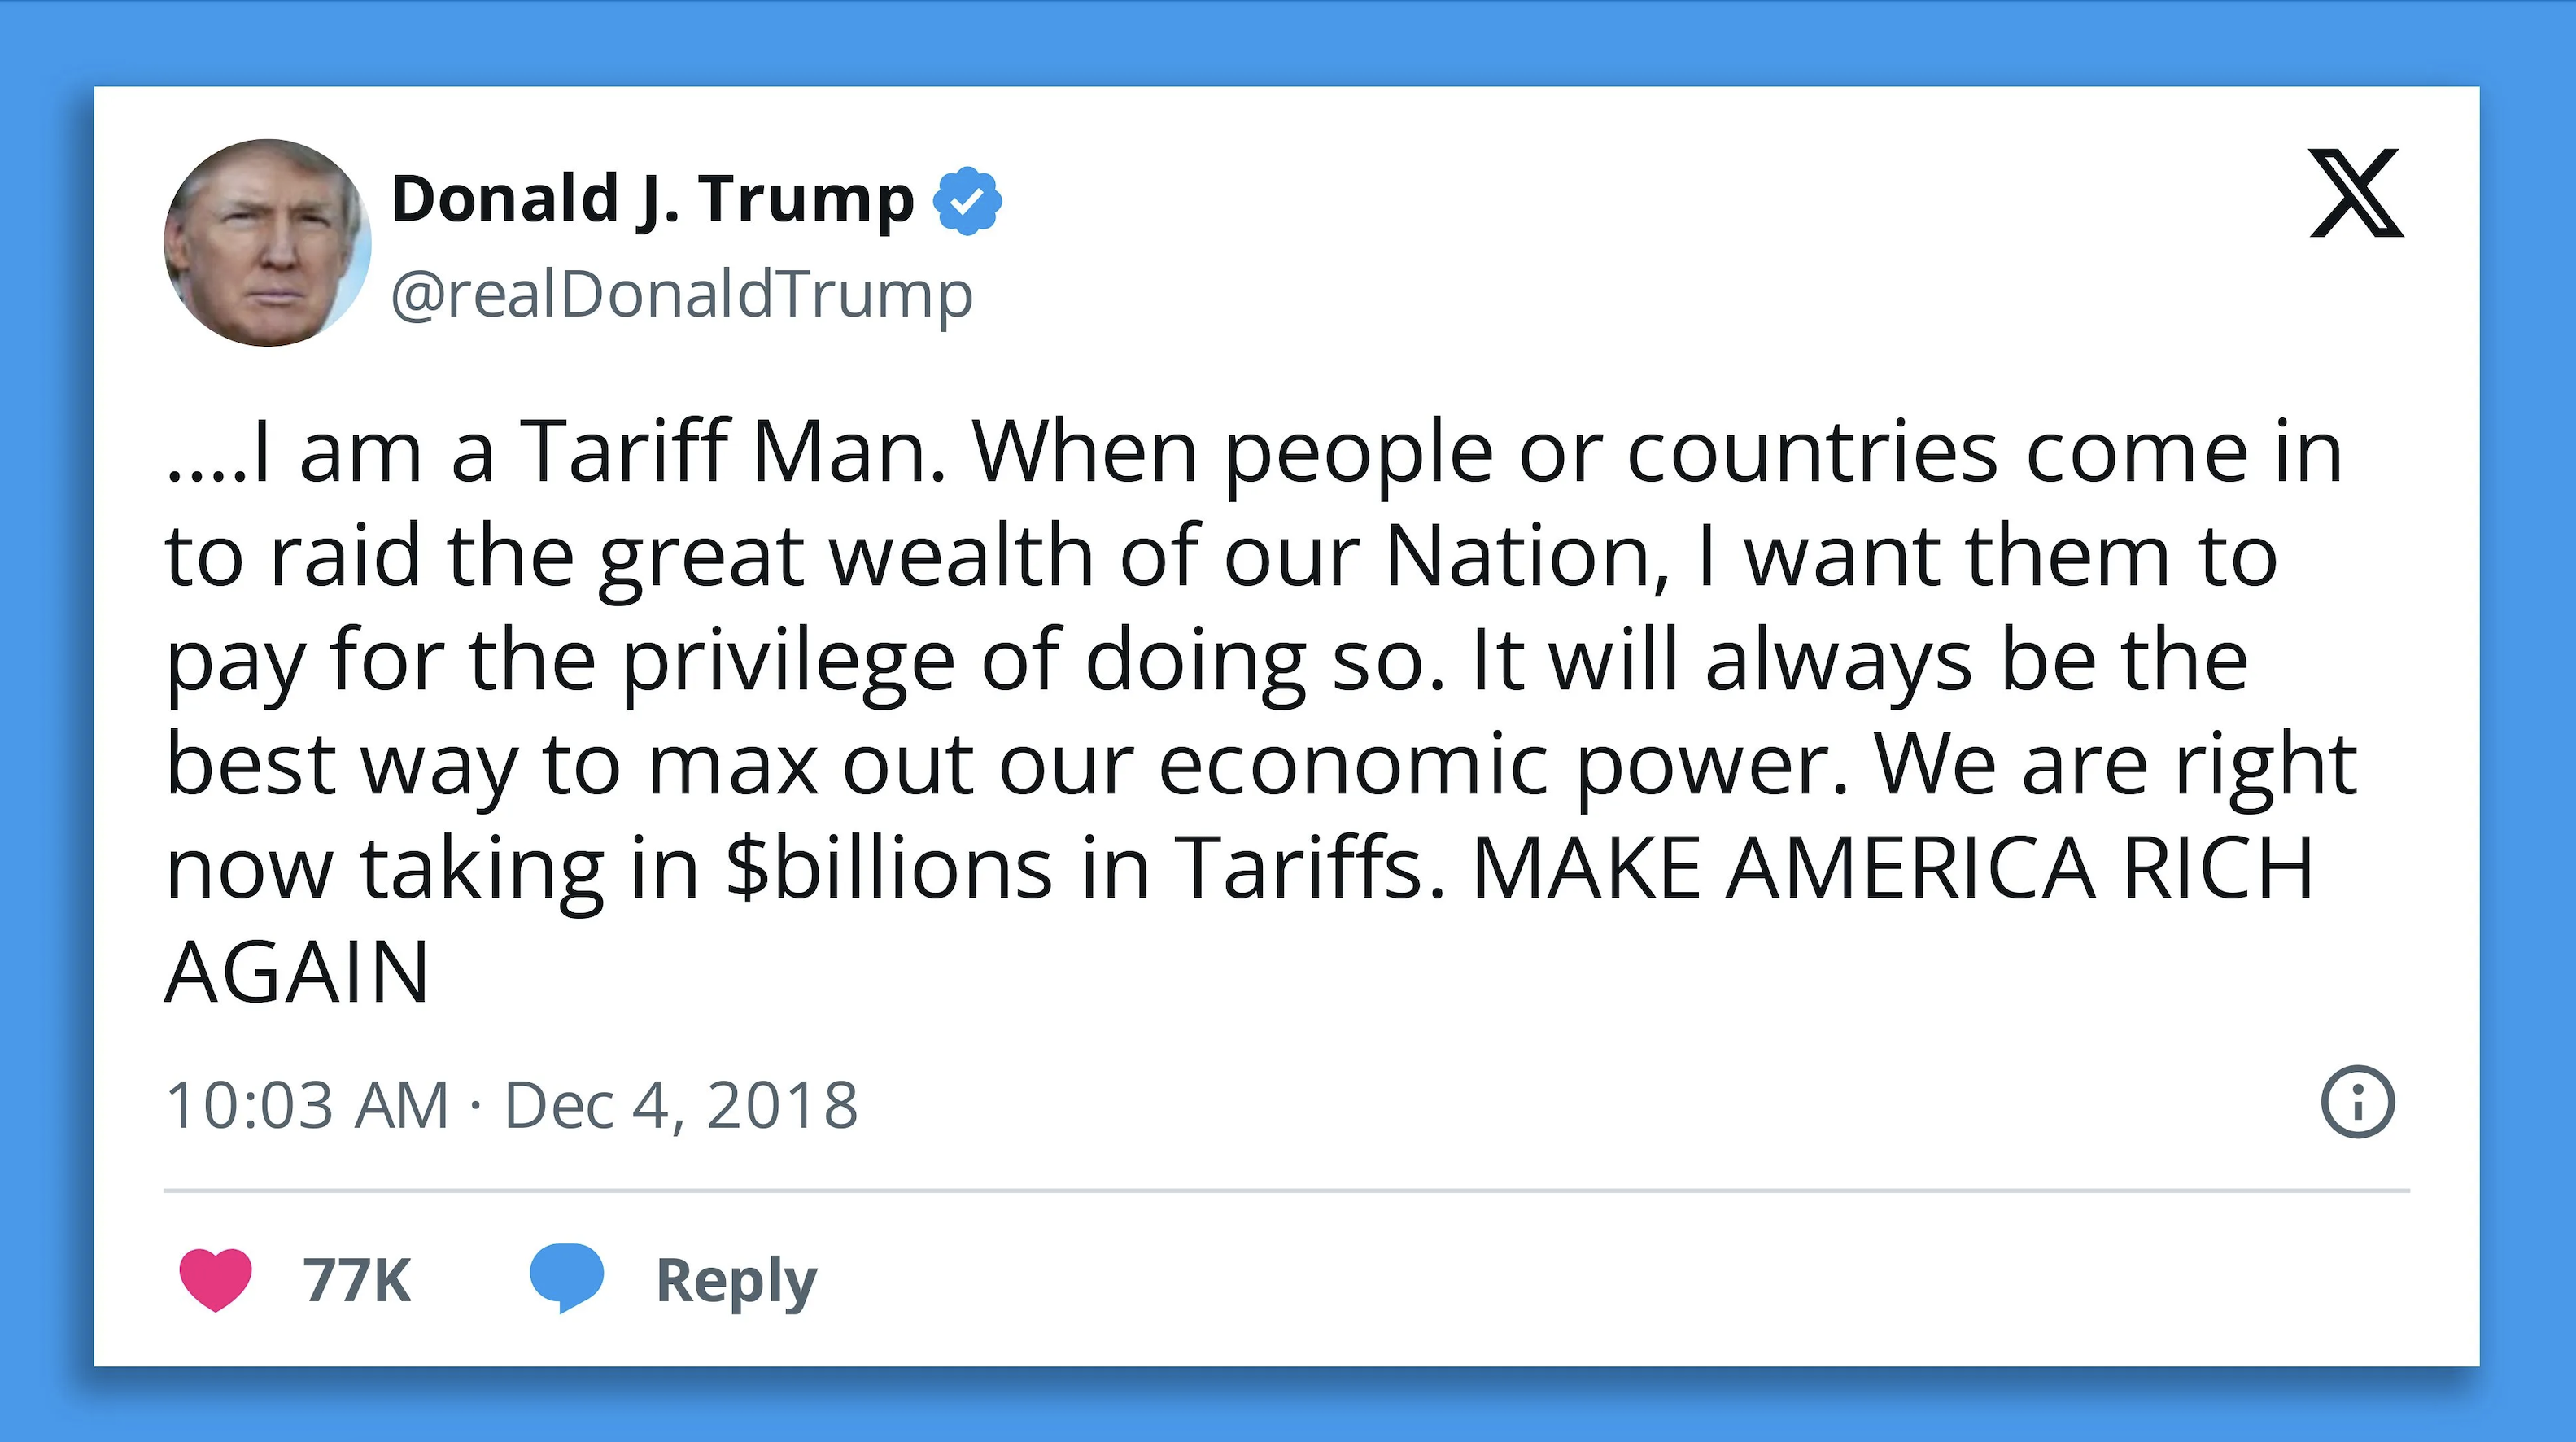 Donald J. Trump
@realDonaldTrump
....I am a Tariff Man. When people or countries come in
to raid the great wealth of our Nation, I want them to
pay for the privilege of doing so. It will always be the
best way to max out our economic power. We are right
now taking in $billions in Tariffs. MAKE AMERICA RICH
AGAIN
10:03 AM · Dec 4, 2018
77K Reply